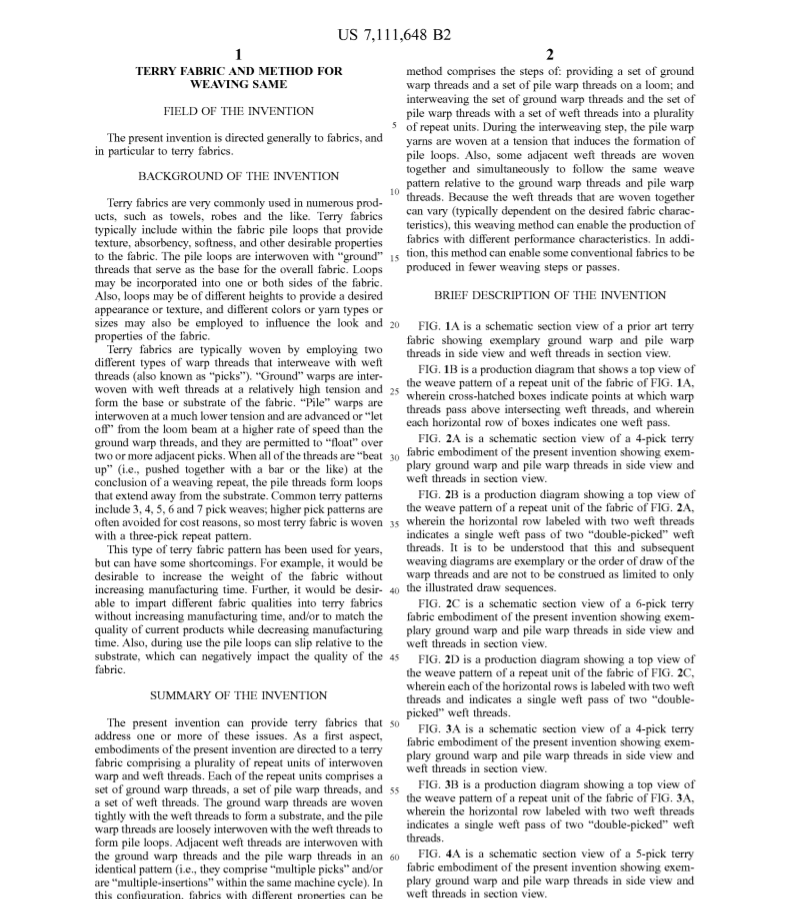 US 7,111,648 B2
1
TERRY FABRIC AND METHOD FOR
WEAVING SAME
FIELD OF THE INVENTION
The present invention is directed generally to fabrics, and
in particular to terry fabrics.
BACKGROUND OF THE INVENTION
Terry fabrics are very commonly used in numerous prod-
ucts, such as towels, robes and the like. Terry fabrics
typically include within the fabric pile loops that provide
texture, absorbency, softness, and other desirable properties
to the fabric. The pile loops are interwoven with “ground”
threads that serve as the base for the overall fabric. Loops
may be incorporated into one or both sides of the fabric.
Also, loops may be of different heights to provide a desired
appearance or texture, and different colors or yarn types or
sizes may also be employed to influence the look and
properties of the fabric.
Terry fabrics are typically woven by employing two
different types of warp threads that interweave with weft
threads (also known as “picks”). “Ground” warps are inter-
woven with weft threads at a relatively high tension and
form the base or substrate of the fabric. “Pile” warps are
interwoven at a much lower tension and are advanced or “let
off” from the loom beam at a higher rate of speed than the
ground warp threads, and they are permitted to “float” over
two or more adjacent picks. When all of the threads are “beat
up” (i.e., pushed together with a bar or the like) at the
conclusion of a weaving repeat, the pile threads form loops
that extend away from the substrate. Common terry patterns
include 3, 4, 5, 6 and 7 pick weaves; higher pick patterns are
often avoided for cost reasons, so most terry fabric is woven
with a three-pick repeat pattern.
This type of terry fabric pattern has been used for years,
but can have some shortcomings. For example, it would be
desirable to increase the weight of the fabric without
increasing manufacturing time. Further, it would be desir-
able to impart different fabric qualities into terry fabrics
without increasing manufacturing time, and/or to match the
quality of current products while decreasing manufacturing
time. Also, during use the pile loops can slip relative to the
substrate, which can negatively impact the quality of the
fabric.
SUMMARY OF THE INVENTION
The present invention can provide terry fabrics that
address one or more of these issues. As a first aspect,
embodiments of the present invention are directed to a terry
fabric comprising a plurality of repeat units of interwoven
warp and weft threads. Each of the repeat units comprises a
set of ground threads, a set of pile warp threads, and
a set of weft threads. The ground warp threads are woven
tightly with the weft threads to form a substrate, and the pile
warp threads are loosely interwoven with the weft threads to
form pile loops. Adjacent weft threads are interwoven with
the ground warp threads and the pile warp threads in an
identical pattern (i.e., they comprise “multiple picks” and/or
are “multiple-insertions” within the same machine cycle). In
this configuration, fabrics with different properties can be
5
10
15
20
25
30
35
40
45
50
55
60
2
method comprises the steps of: providing a set of ground
warp threads and a set of pile warp threads on a loom; and
interweaving the set of ground warp threads and the set of
pile warp threads with a set of weft threads into a plurality
of repeat units. During the interweaving step, the pile warp
yarns are woven at a tension that induces the formation of
pile loops. Also, some adjacent weft threads are woven
together and simultaneously to follow the same weave
pattern relative to the ground warp threads and pile warp
threads. Because the weft threads that are woven together
can vary (typically dependent on the desired fabric charac-
teristics), this weaving method can enable the production of
fabrics with different performance characteristics. In addi-
tion, this method can enable some conventional fabrics to be
produced in fewer weaving steps or passes.
BRIEF DESCRIPTION OF THE INVENTION
FIG. 1A is a schematic section view of a prior art terry
fabric showing exemplary ground warp and pile warp
threads in side view and weft threads in section view.
FIG. 1B is a production diagram that shows a top view of
the weave pattern of a repeat unit of the fabric of FIG. 1A,
wherein cross-hatched boxes indicate points at which warp
threads pass above intersecting weft threads, and wherein
each horizontal row of boxes indicates one weft pass.
FIG. 2A is a schematic section view of a 4-pick terry
fabric embodiment of the present invention showing exem-
plary ground warp and pile warp threads in side view and
weft threads in section view.
FIG. 2B is a production diagram showing a top view of
the weave pattern of a repeat unit of the fabric of FIG. 2A,
wherein the horizontal row labeled with two weft threads
indicates a single weft pass of two “double-picked” weft
threads. It is to be understood that this and subsequent
weaving diagrams are exemplary or the order of draw of the
warp threads and are not to be construed as limited to only
the illustrated draw sequences.
FIG. 2C is a schematic section view of a 6-pick terry
fabric embodiment of the present invention showing exem-
plary ground warp and pile warp threads in side view and
weft threads in section view.
FIG. 2D is a production diagram showing a top view of
the weave pattern of a repeat unit of the fabric of FIG. 2C,
wherein each of the horizontal rows is labeled with two weft
threads and indicates a single weft pass of two “double-
picked” weft threads.
FIG. 3A is a schematic section view of a 4-pick terry
fabric embodiment of the present invention showing exem-
plary ground warp and pile warp threads in side view and
weft threads in section view.
FIG. 3B is a production diagram showing a top view of
the weave pattern of a repeat unit of the fabric of FIG. 3A,
wherein the horizontal row labeled with two weft threads
indicates a single weft pass of two “double-picked” weft
threads.
FIG. 4A is a schematic section view of a 5-pick terry
fabric embodiment of the present invention showing exem-
plary ground warp and pile warp threads in side view and
weft threads in section view.